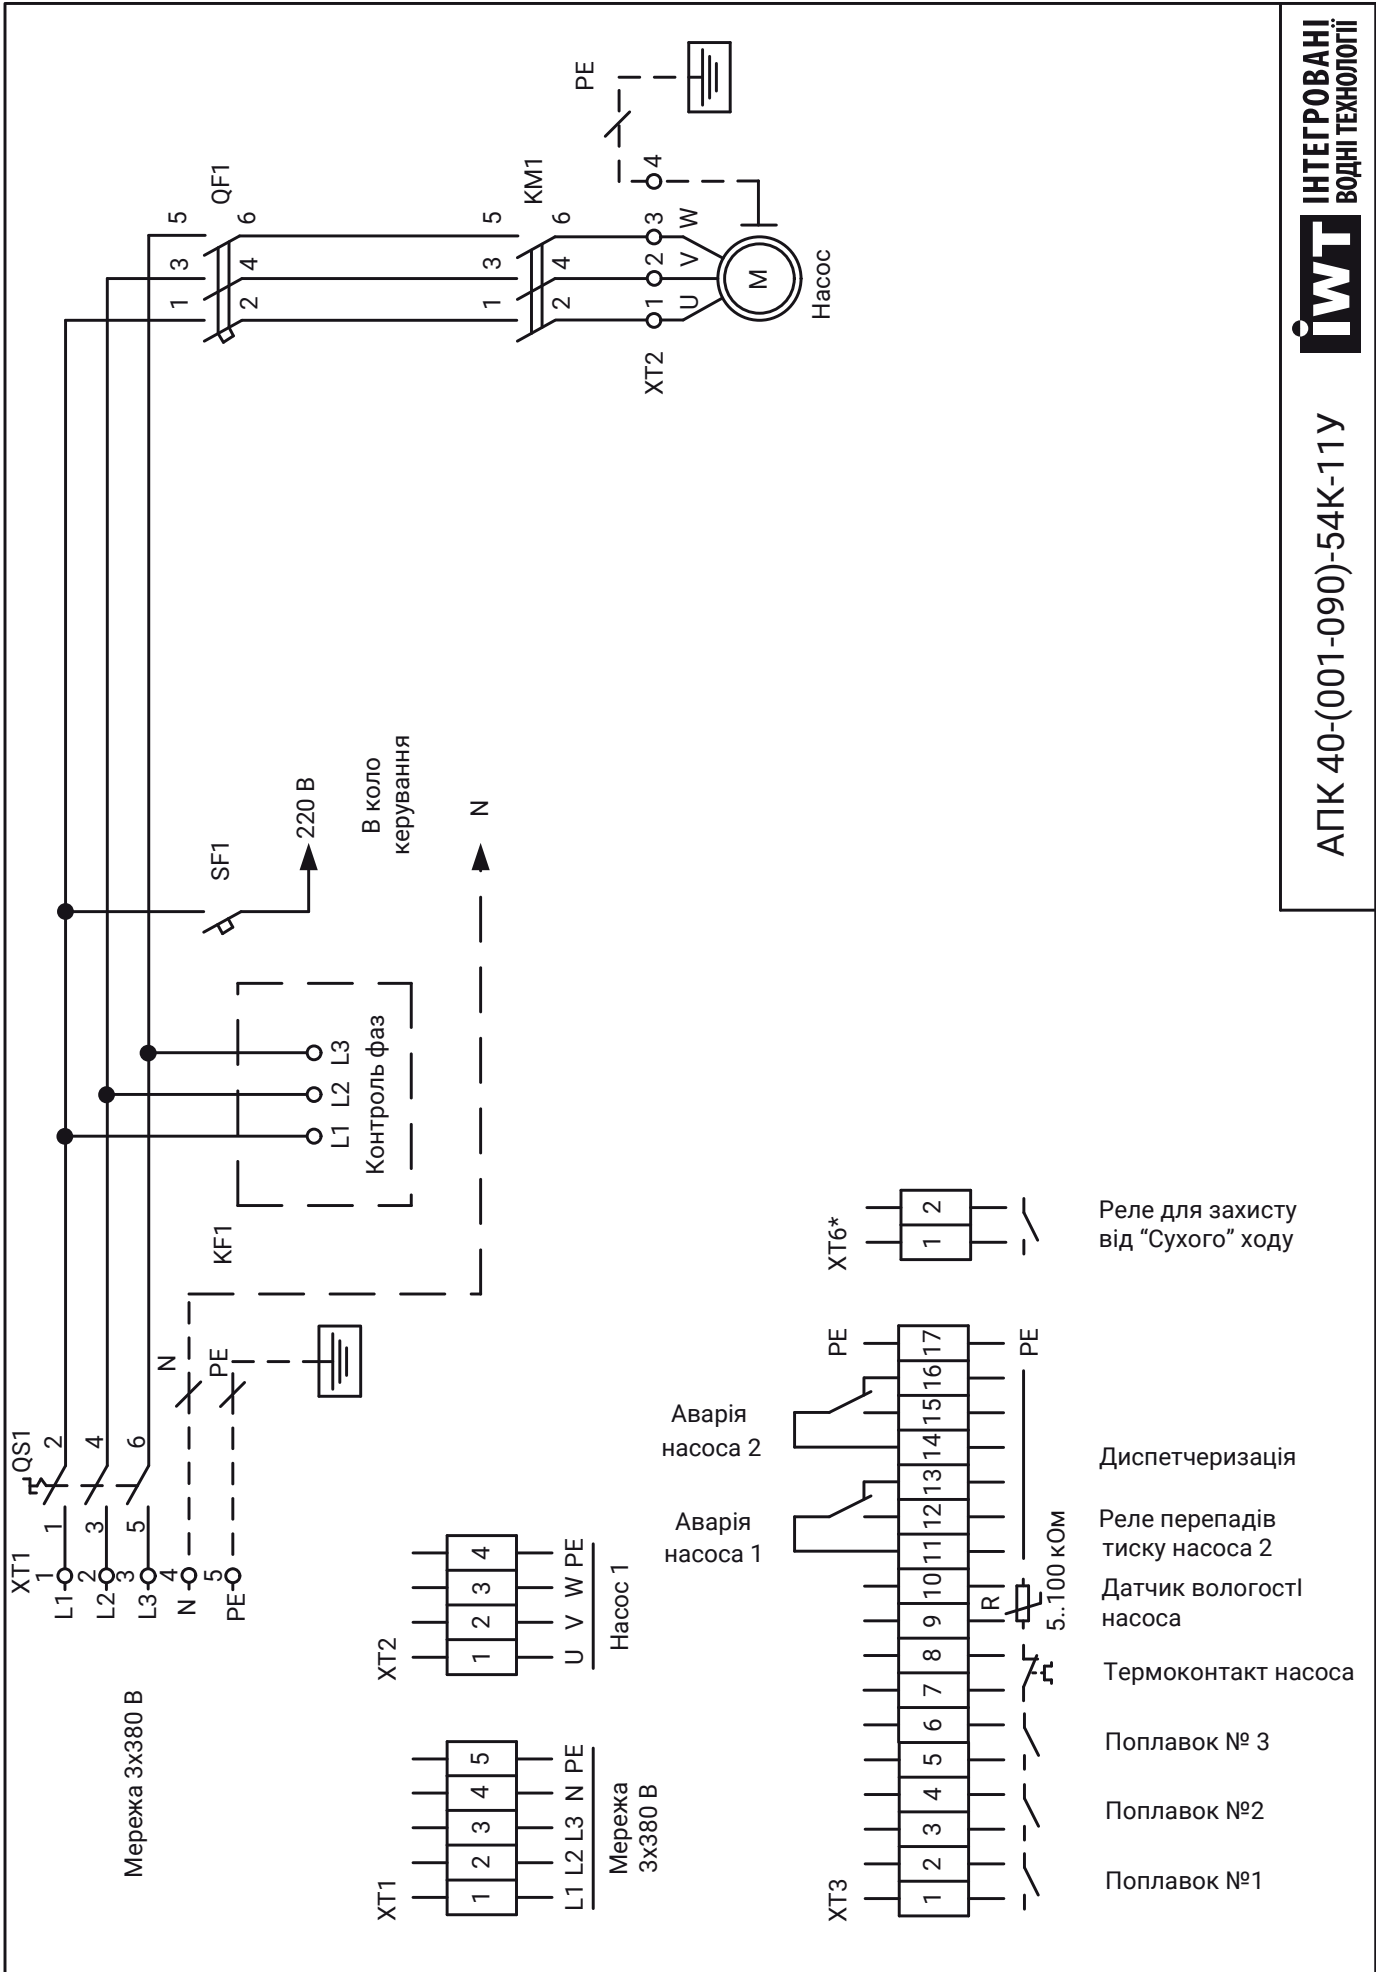 QS1
XT1
1
2
3
4
5
L1
L2
L3
N
PE
1
2
3
4
5
6
N
PE
Мережа 3х380 В
KF1
L1
L2
L3
Контроль фаз
SF1
220 В
В коло
керування
N
QF1
1
3
5
2
4
6
KM1
1
3
5
2
4
6
XT2
1
2
3
4
U
V
W
PE
M
Насос
XT1
1
2
3
4
5
L1 L2 L3 N PE
Мережа
3х380 В
XT2
1
2
3
4
U V W PE
Насос 1
XT3
1
2
3
4
5
6
7
8
9
10
11
12
13
14
15
16
17
PE
PE
Аварія
насоса 1
Аварія
насоса 2
R
5..100 кОм
XT6*
1
2
Реле для захисту
від “Сухого” ходу
Диспетчеризація
Реле перепадів
тиску насоса 2
Датчик вологостІ
насоса
Термоконтакт насоса
Поплавок № 3
Поплавок №2
Поплавок №1
АПК 40-(001-090)-54К-11У
iWT
ІНТЕГРОВАНІ
ВОДНІ ТЕХНОЛОГІЇ